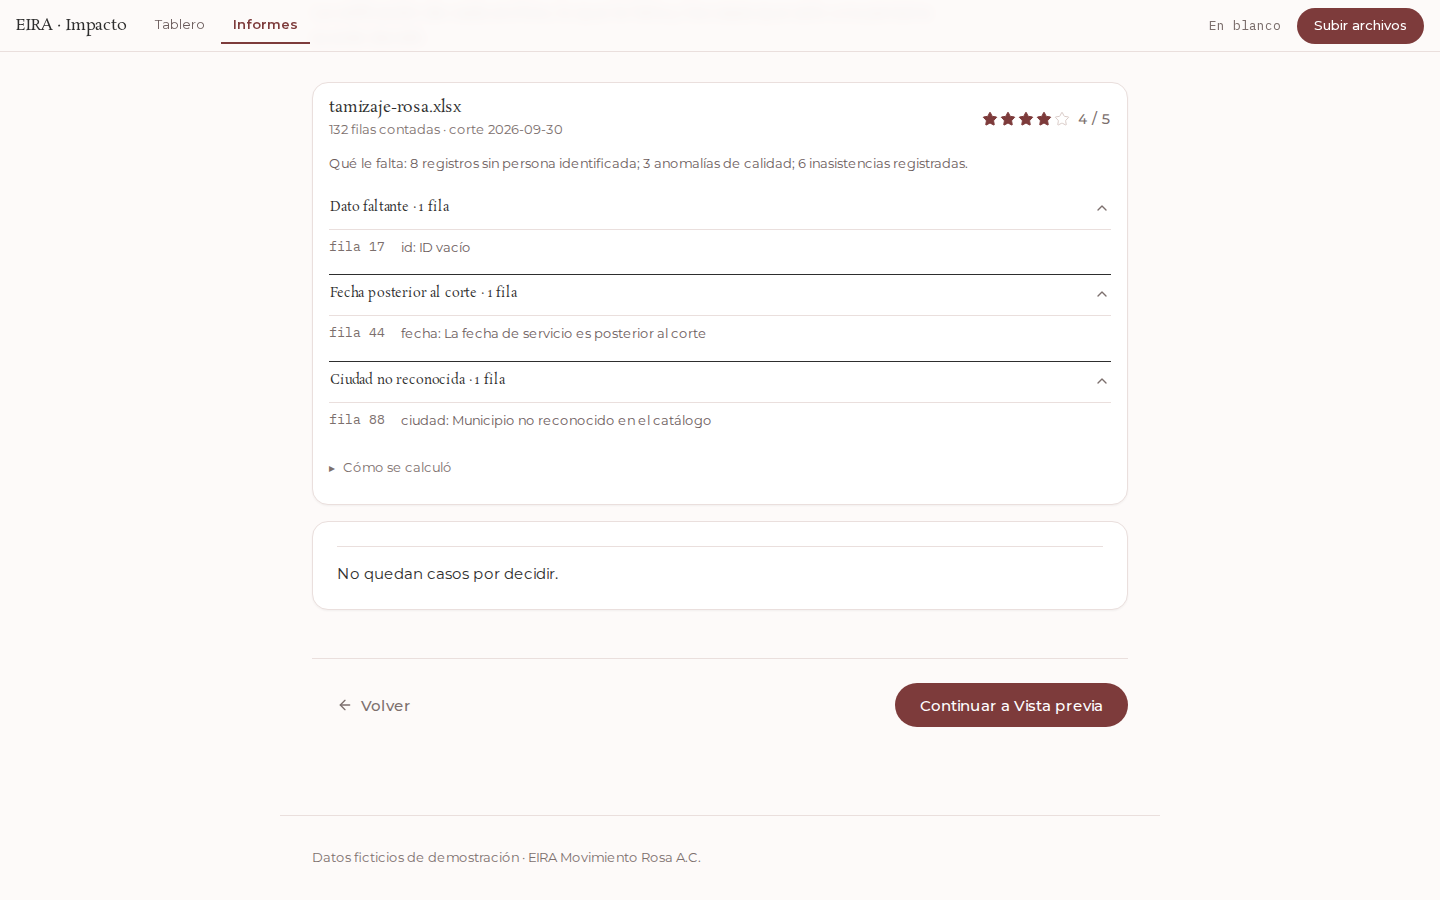 EIRA · Impacto
Tablero
Informes
En blanco
Subir archivos
tamizaje-rosa.xlsx
132 filas contadas · corte 2026-09-30
4 / 5
Qué le falta: 8 registros sin persona identificada; 3 anomalías de calidad; 6 inasistencias registradas.
Dato faltante · 1 fila
fila 17 id: ID vacío
Fecha posterior al corte · 1 fila
fila 44 fecha: La fecha de servicio es posterior al corte
Ciudad no reconocida · 1 fila
fila 88 ciudad: Municipio no reconocido en el catálogo
Cómo se calculó
No quedan casos por decidir.
Volver
Continuar a Vista previa
Datos ficticios de demostración · EIRA Movimiento Rosa A.C.